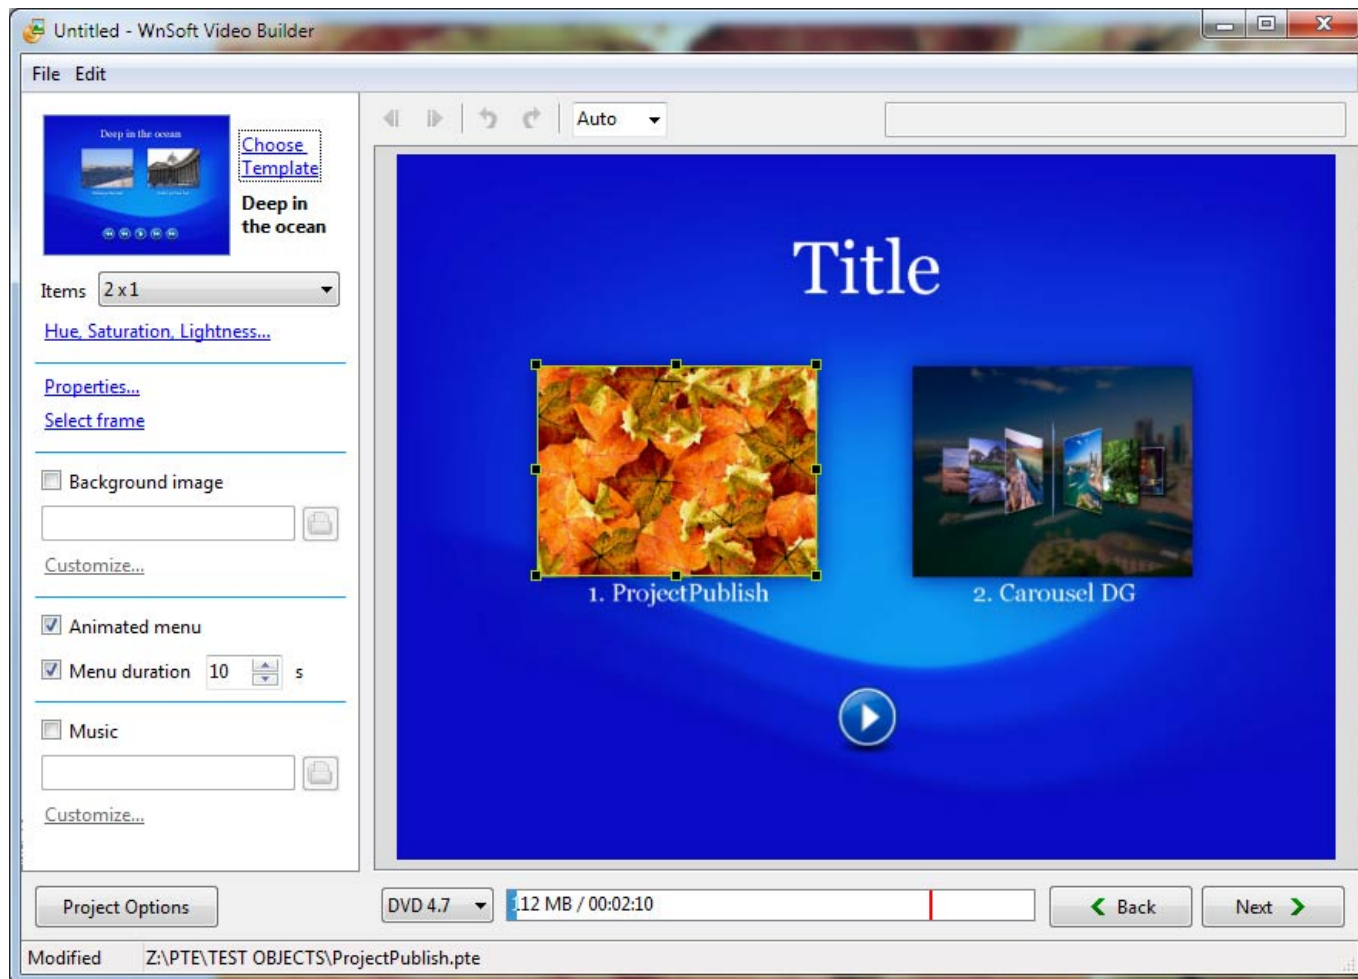 Untitled - WnSoft Video Builder
File Edit
Auto
Deep in the ocean
Choose
Template
Deep in
the ocean
Items 2 x 1
Hue, Saturation, Lightness...
Properties...
Select frame
Background image
Customize...
Animated menu
Menu duration 10 s
Music
Customize...
Title
1. ProjectPublish
2. Carousel DG
Project Options
DVD 4.7
112 MB / 00:02:10
Back
Next
Modified Z:\PTE\TEST OBJECTS\ProjectPublish.pte